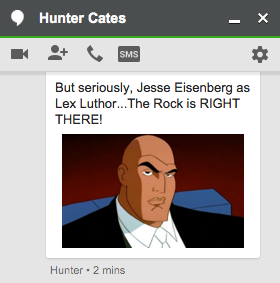 Hunter Cates
SMS
But seriously, Jesse Eisenberg as
Lex Luthor...The Rock is RIGHT
THERE!
Hunter • 2 mins